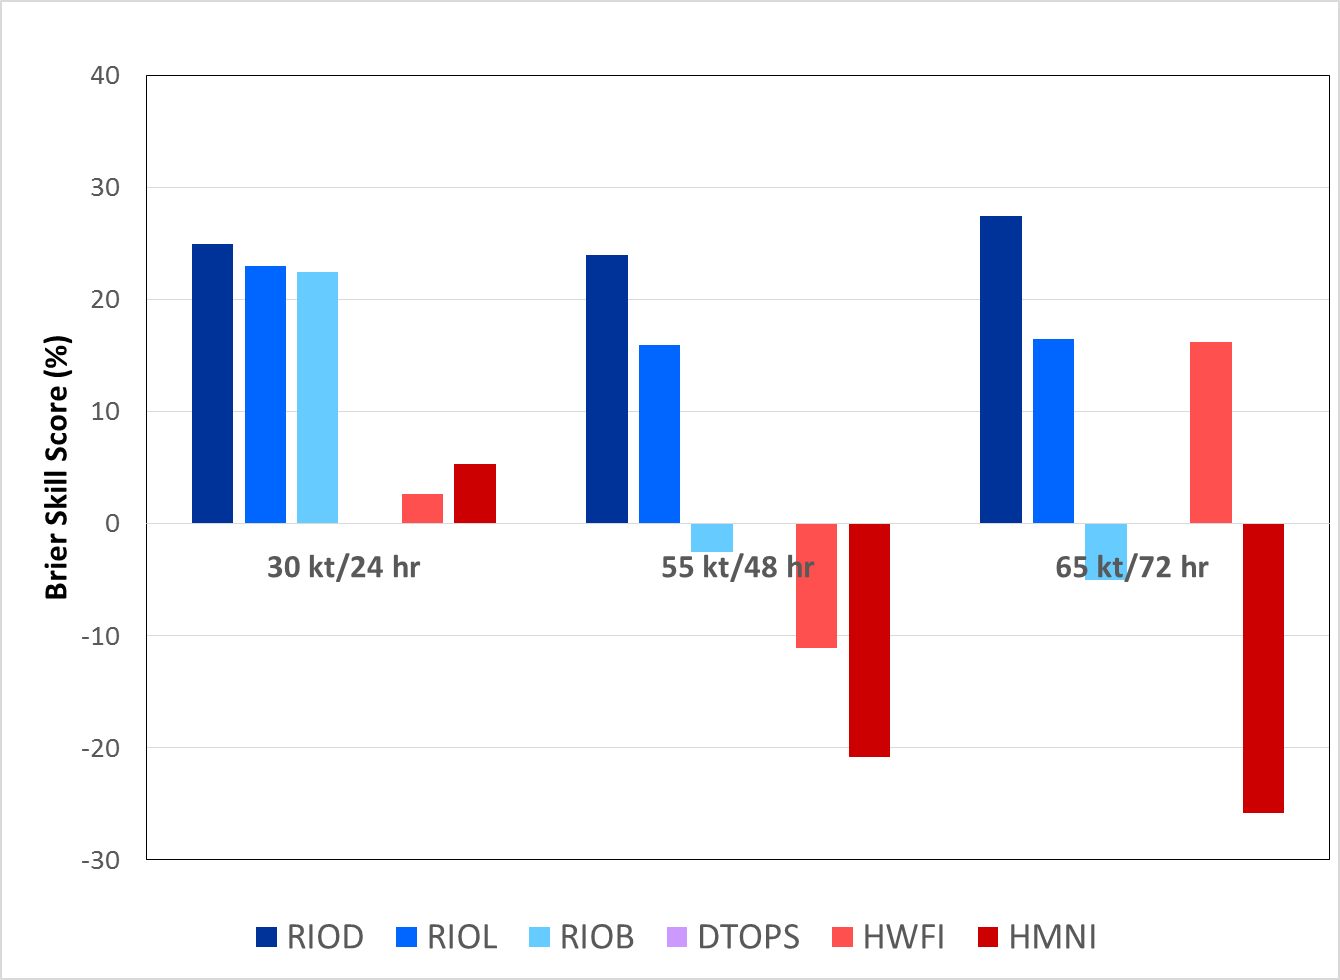 40
30
20
10
0
-10
-20
-30
Brier Skill Score (%)
30 kt/24 hr
55 kt/48 hr
65 kt/72 hr
RIOD RIOL RIOB DTOPS HWFI HMNI